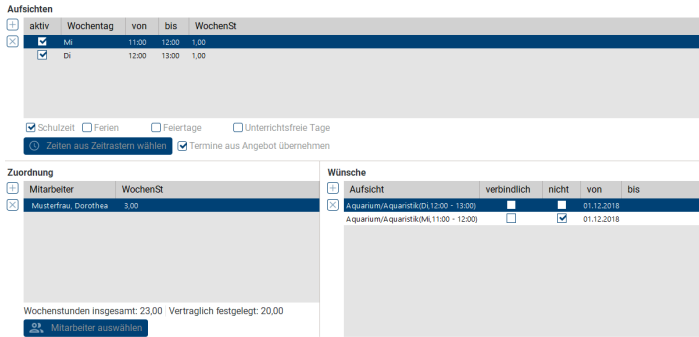 Aufsichten
aktiv Wochentag von bis WochenSt
Mi 11:00 12:00 1,00
Di 12:00 13:00 1,00
Schulzeit Ferien Feiertage Unterrichtsfreie Tage
Zeiten aus Zeitrastern wählen Termine aus Angebot übernehmen
Zuordnung
Mitarbeiter WochenSt
Musterfrau, Dorothea 3,00
Wochenstunden insgesamt: 23,00 Vertraglich festgelegt: 20,00
Mitarbeiter auswählen
Wünsche
Aufsicht verbindlich nicht von bis
Aquarium/Aquaristik(Di,12:00 - 13:00) 01.12.2018
Aquarium/Aquaristik(Mi,11:00 - 12:00) 01.12.2018